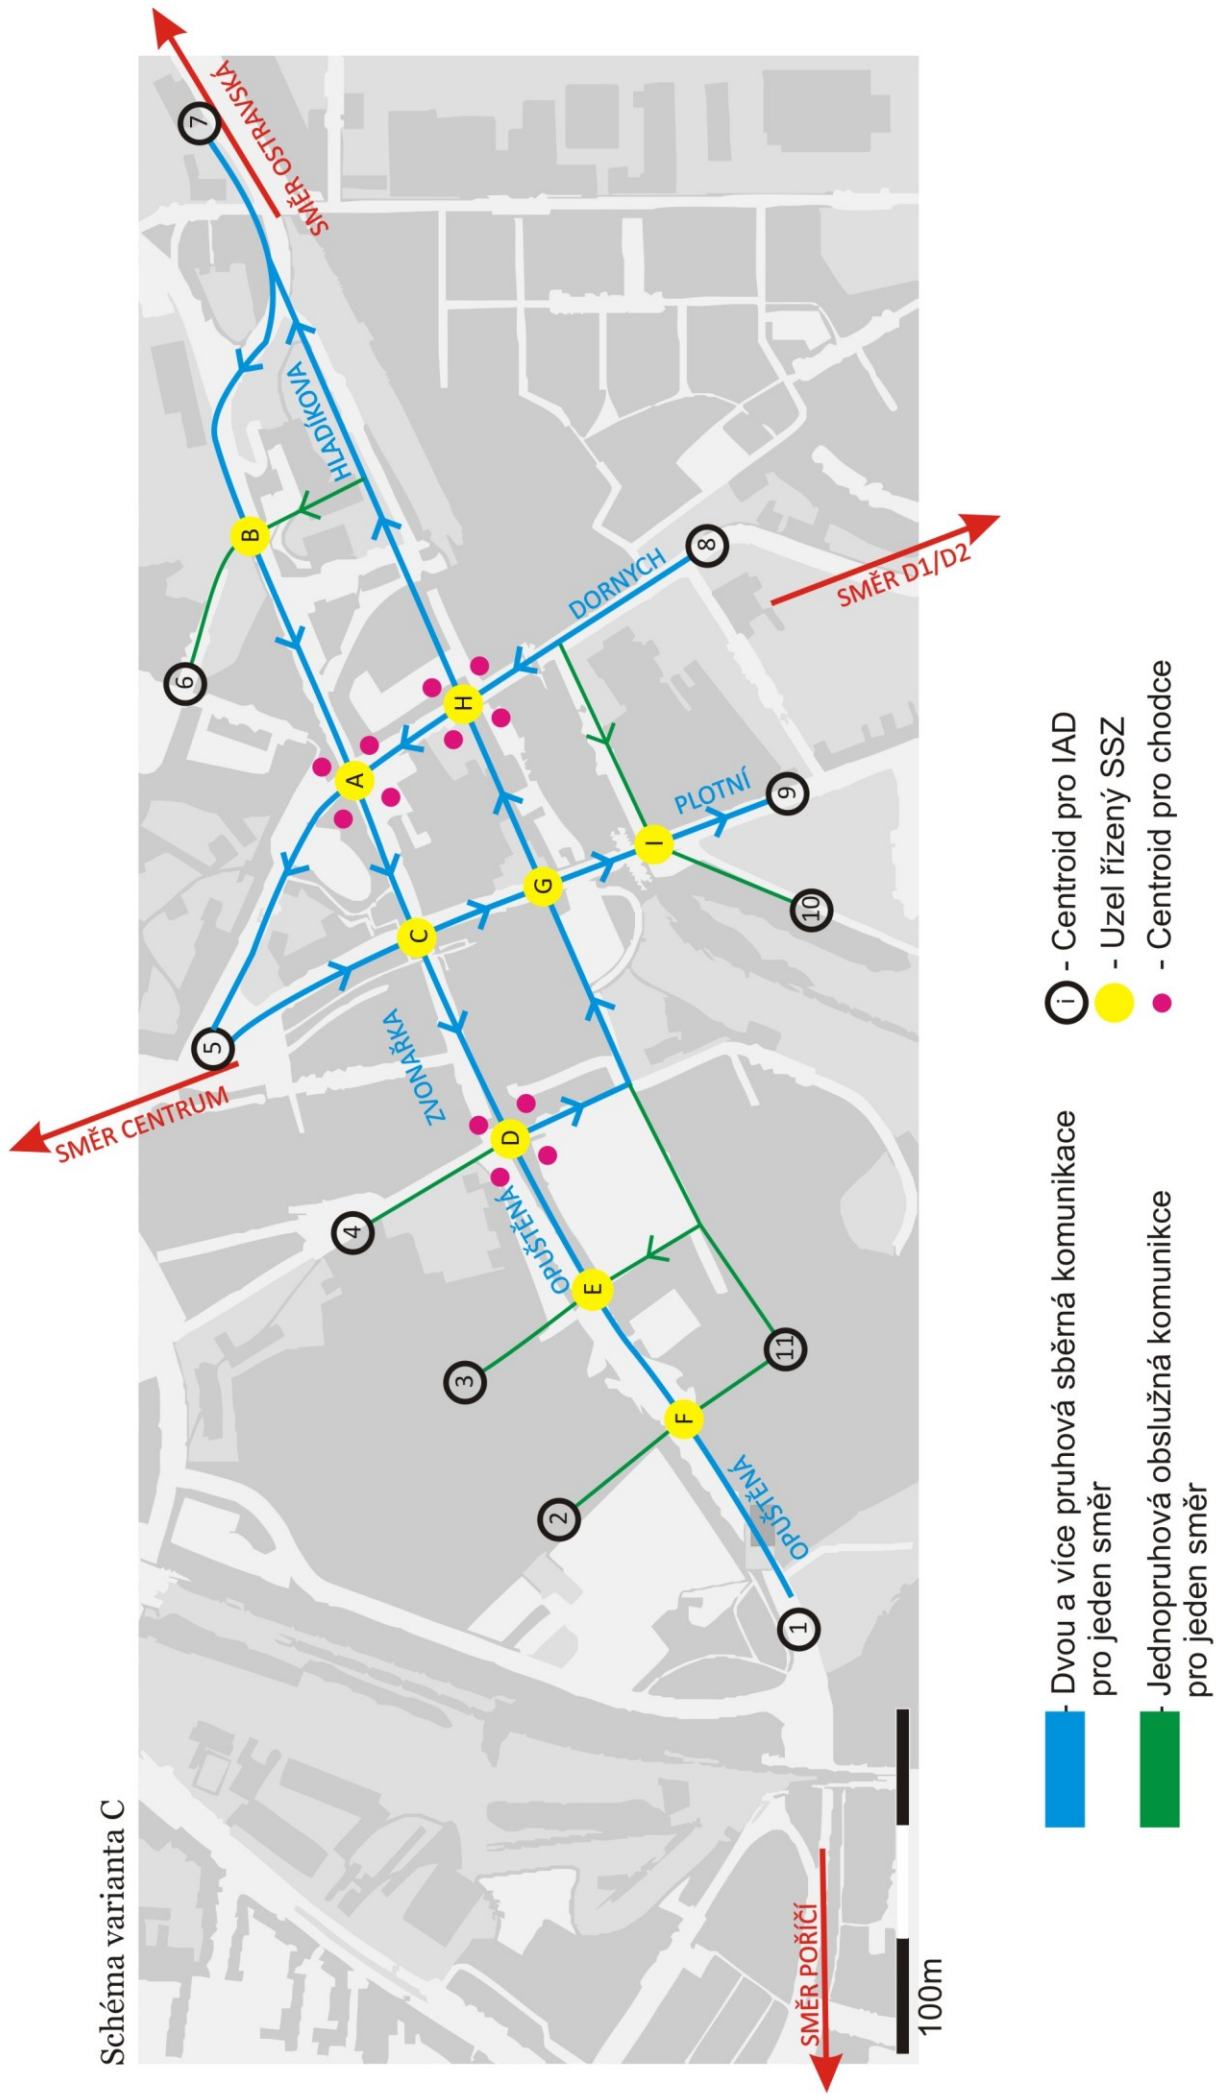 Schéma varianta C
SMĚR OSTRAVSKÁ
7
6
B
HLADÍKOVA
A
H
DORNYCH
8
SMĚR D1/D2
5
SMĚR CENTRUM
C
G
I
PLOTNÍ
9
10
ZVONAŘKA
4
D
OPUŠTĚNÁ
E
3
11
F
2
OPUŠTĚNÁ
1
SMĚR POŘÍČÍ
100m
- Dvou a více pruhová sběrná komunikace
pro jeden směr
- Jednopruhová obslužná komunikce
pro jeden směr
i - Centroid pro IAD
- Uzel řízený SSZ
- Centroid pro chodce